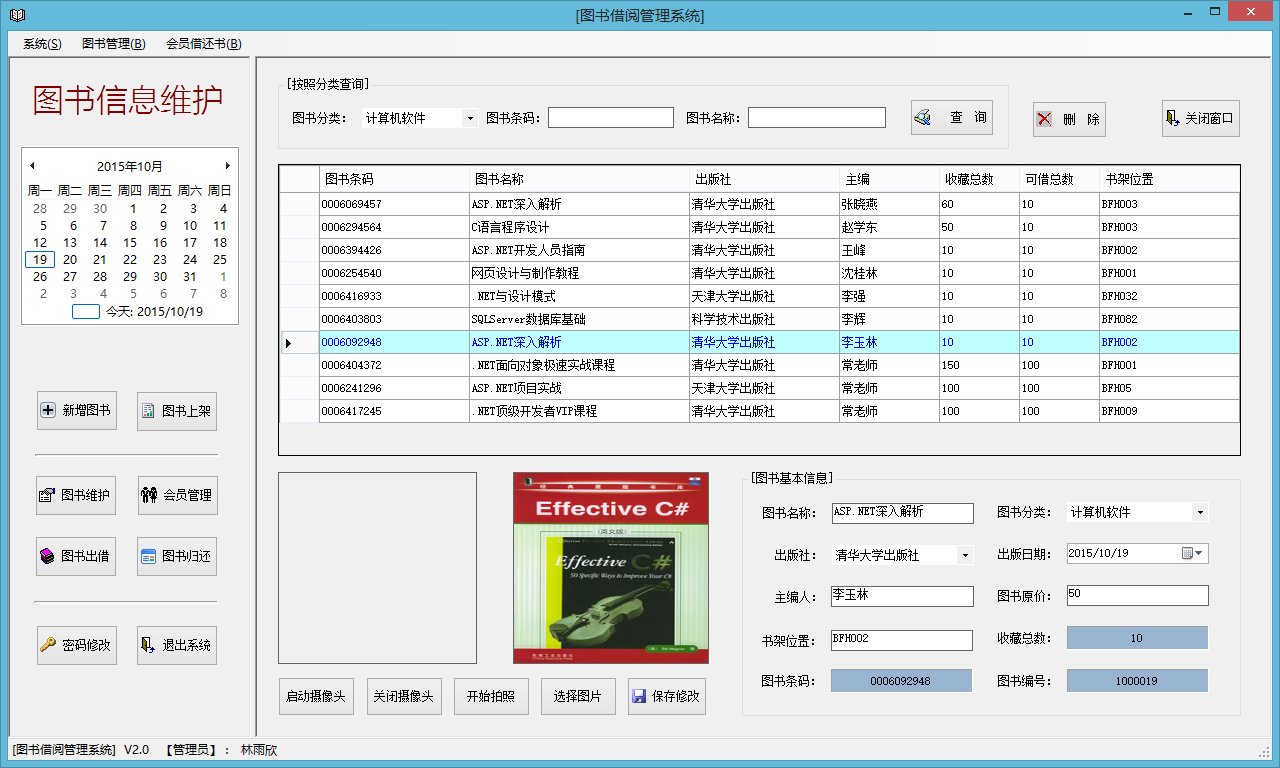 [图书借阅管理系统]
系统(S) 图书管理(B) 会员借还书(B)
图书信息维护
2015年10月
周一 周二 周三 周四 周五 周六 周日
28 29 30 1 2 3 4
5 6 7 8 9 10 11
12 13 14 15 16 17 18
19 20 21 22 23 24 25
26 27 28 29 30 31 1
2 3 4 5 6 7 8
今天: 2015/10/19
新增图书 图书上架
图书维护 会员管理
图书出借 图书归还
密码修改 退出系统
[按照分类查询]
图书分类： 计算机软件 图书条码： 图书名称： 查 询 删 除 关闭窗口
图书条码 图书名称 出版社 主编 收藏总数 可借总数 书架位置
0006069457 ASP.NET深入解析 清华大学出版社 张晓燕 60 10 BFH003
0006294564 C语言程序设计 清华大学出版社 赵学东 50 10 BFH003
0006394426 ASP.NET开发人员指南 清华大学出版社 王峰 10 10 BFH002
0006254540 网页设计与制作教程 清华大学出版社 沈桂林 10 10 BFH001
0006416933 .NET与设计模式 天津大学出版社 李强 10 10 BFH032
0006403803 SQLServer数据库基础 科学技术出版社 李辉 10 10 BFH082
0006092948 ASP.NET深入解析 清华大学出版社 李玉林 10 10 BFH002
0006404372 .NET面向对象极速实战课程 清华大学出版社 常老师 150 100 BFH001
0006241296 ASP.NET项目实战 天津大学出版社 常老师 100 100 BFH05
0006417245 .NET顶级开发者VIP课程 清华大学出版社 常老师 100 100 BFH009
经典原版书库
Effective C#
(英文版)
Effective C#
50 Specific Ways to Improve Your C#
(美) Bill Wagner 著
机械工业出版社
China Machine Press
启动摄像头 关闭摄像头 开始拍照 选择图片 保存修改
[图书基本信息]
图书名称： ASP.NET深入解析 图书分类： 计算机软件
出版社： 清华大学出版社 出版日期： 2015/10/19
主编人： 李玉林 图书原价： 50
书架位置： BFH002 收藏总数： 10
图书条码： 0006092948 图书编号： 1000019
[图书借阅管理系统] V2.0 【管理员】： 林雨欣